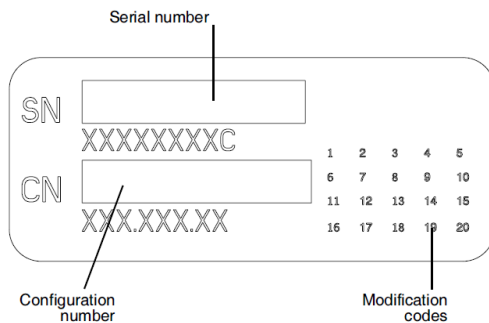 Serial number
SN
XXXXXXXXC
CN
XXX.XXX.XX
1 2 3 4 5
6 7 8 9 10
11 12 13 14 15
16 17 18 19 20
Configuration
number
Modification
codes